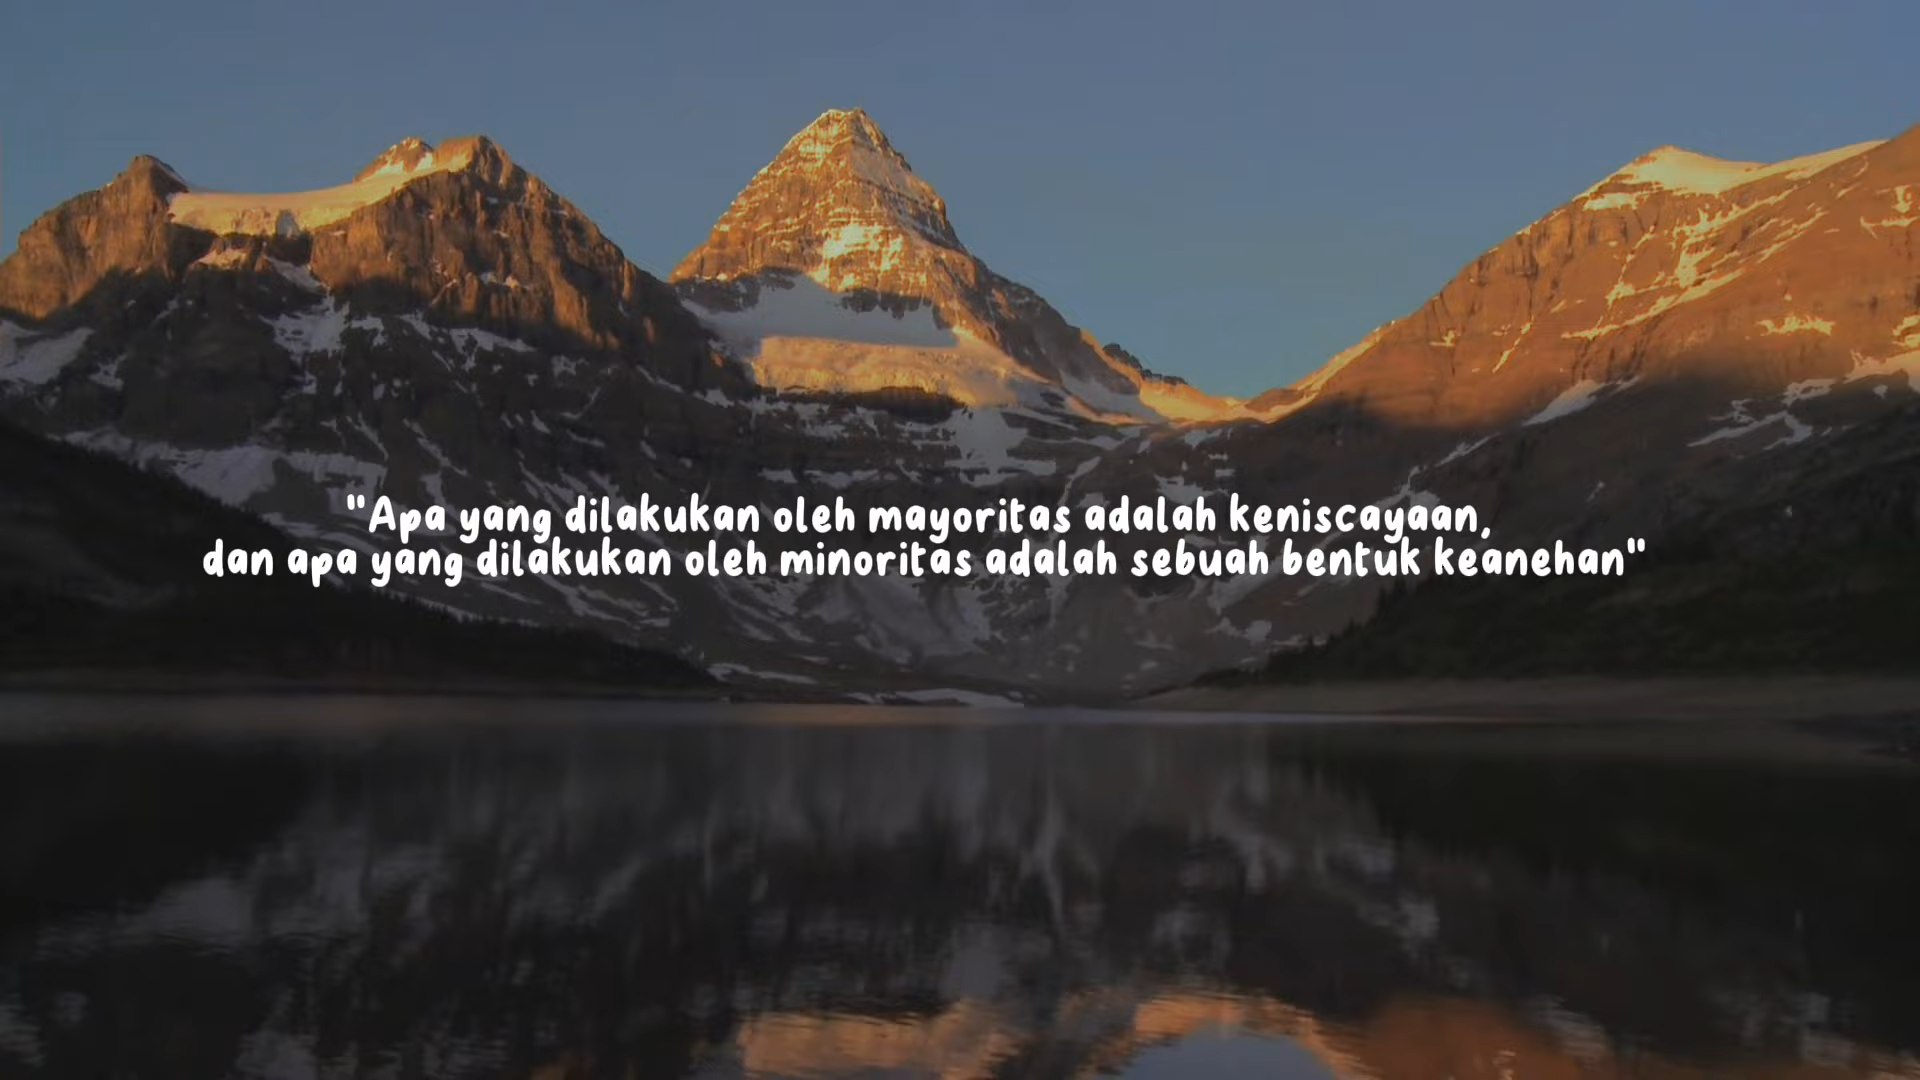 "Apa yang dilakukan oleh mayoritas adalah keniscayaan,
dan apa yang dilakukan oleh minoritas adalah sebuah bentuk keanehan"